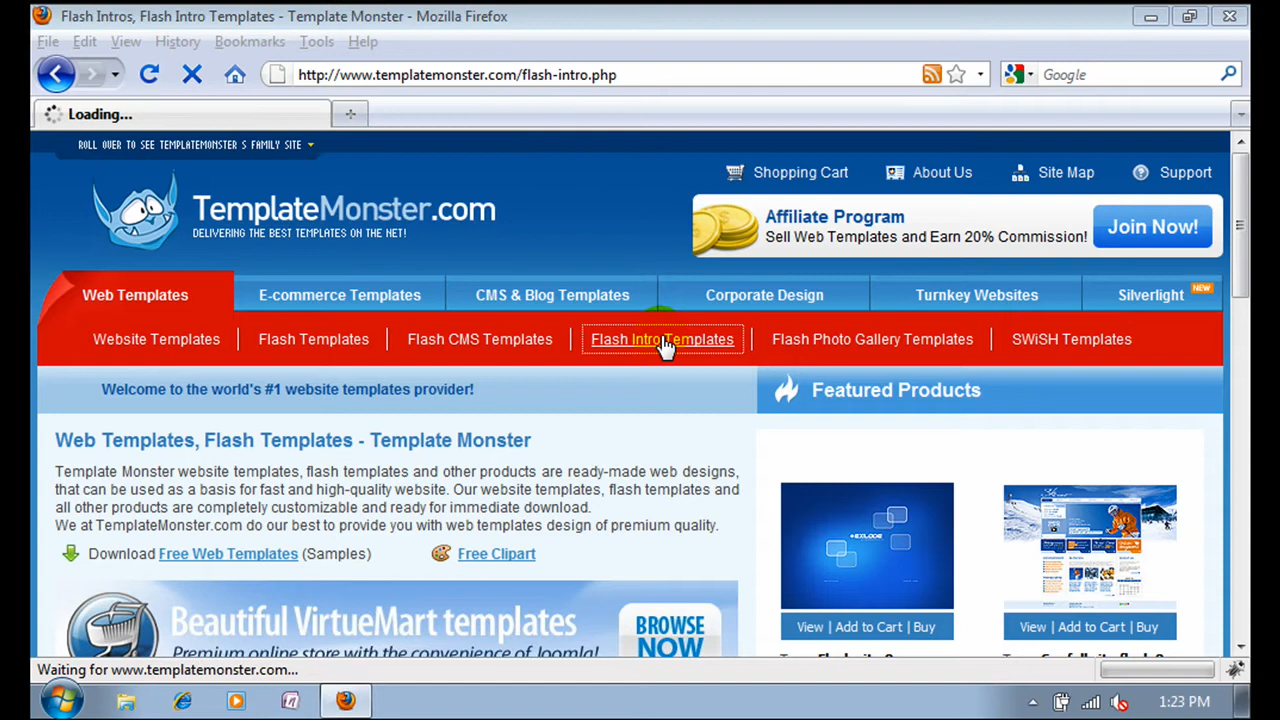 Flash Intros, Flash Intro Templates - Template Monster - Mozilla Firefox
File Edit View History Bookmarks Tools Help
http://www.templatemonster.com/flash-intro.php
Google
Loading...
ROLL OVER TO SEE TEMPLATEMONSTER S FAMILY SITE
Shopping Cart About Us Site Map Support
TemplateMonster.com
DELIVERING THE BEST TEMPLATES ON THE NET!
Affiliate Program
Sell Web Templates and Earn 20% Commission!
Join Now!
Web Templates E-commerce Templates CMS & Blog Templates Corporate Design Turnkey Websites Silverlight NEW
Website Templates Flash Templates Flash CMS Templates Flash Intro Templates Flash Photo Gallery Templates SWiSH Templates
Welcome to the world's #1 website templates provider!
Featured Products
Web Templates, Flash Templates - Template Monster
Template Monster website templates, flash templates and other products are ready-made web designs,
that can be used as a basis for fast and high-quality website. Our website templates, flash templates and
all other products are completely customizable and ready for immediate download.
We at TemplateMonster.com do our best to provide you with web templates design of premium quality.
Download Free Web Templates (Samples) Free Clipart
Beautiful VirtueMart templates
Premium online store with the convenience of Joomla!
BROWSE
NOW
View | Add to Cart | Buy
View | Add to Cart | Buy
Waiting for www.templatemonster.com...
1:23 PM